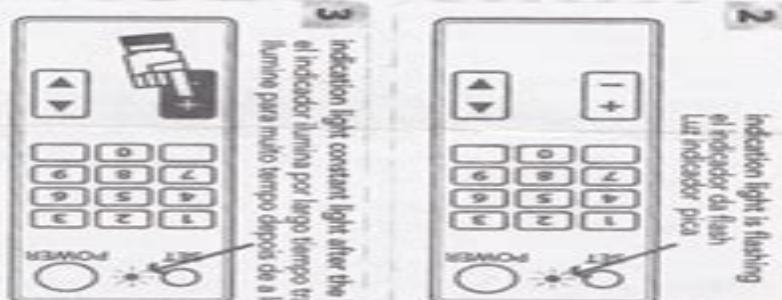 2
indication light is flashing
el indicador da flash
Luz indicador pica
SET POWER
1 2 3
4 5 6
7 8 9
0
+ −
3
indication light constant light after the
el indicador ilumina por largo tiempo
Ilumine para muito tempo depois de a
SET POWER
1 2 3
4 5 6
7 8 9
0
+